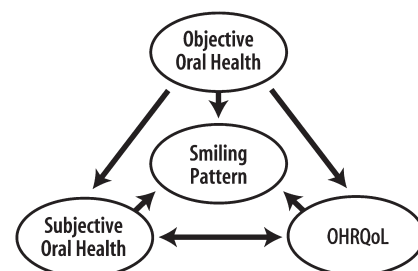 Objective
Oral Health
Smiling
Pattern
Subjective
Oral Health
OHRQoL